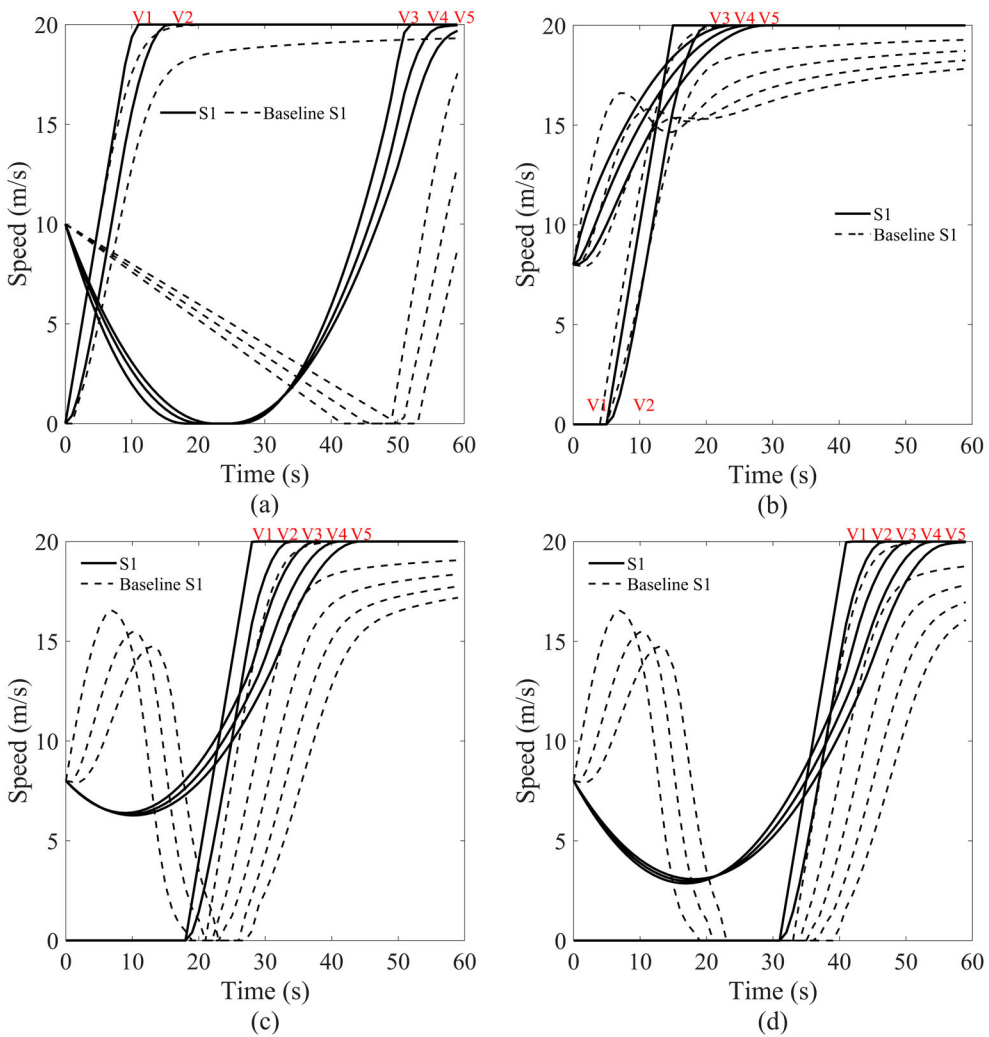 V1 V2 V3 V4 V5
20
15
10
5
0
Speed (m/s)
S1 Baseline S1
0 10 20 30 40 50 60
Time (s)
(a)
V3 V4 V5
20
15
10
5
0
Speed (m/s)
S1
Baseline S1
V1 V2
0 10 20 30 40 50 60
Time (s)
(b)
V1 V2 V3 V4 V5
20
15
10
5
0
Speed (m/s)
S1
Baseline S1
0 10 20 30 40 50 60
Time (s)
(c)
V1 V2 V3 V4 V5
20
15
10
5
0
Speed (m/s)
S1
Baseline S1
0 10 20 30 40 50 60
Time (s)
(d)